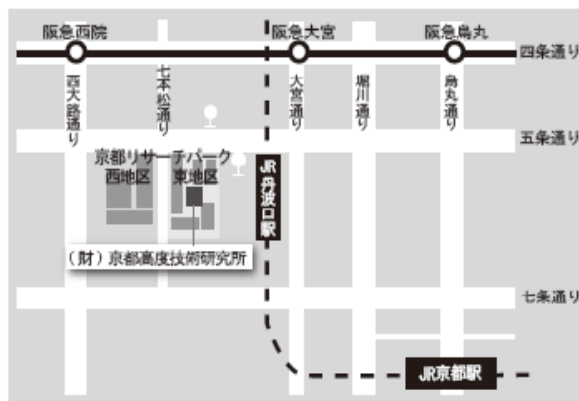 阪急西院
阪急大宮
阪急烏丸
四条通り
西大路通り
七本松通り
大宮通り
堀川通り
烏丸通り
五条通り
京都リサーチパーク
西地区
東地区
JR丹波口駅
（財）京都高度技術研究所
七条通り
JR京都駅